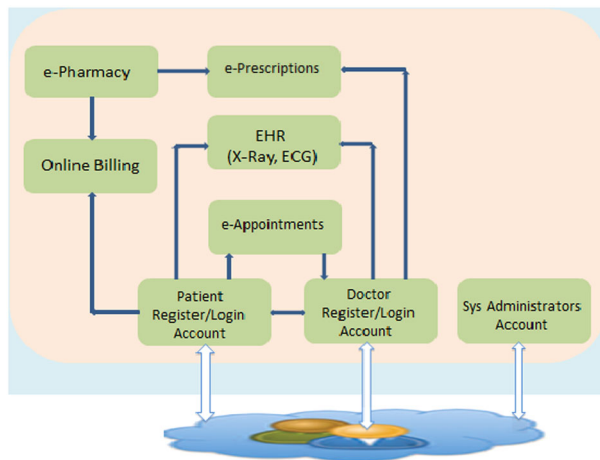 e-Pharmacy
e-Prescriptions
EHR
(X-Ray, ECG)
Online Billing
e-Appointments
Patient
Register/Login
Account
Doctor
Register/Login
Account
Sys Administrators
Account